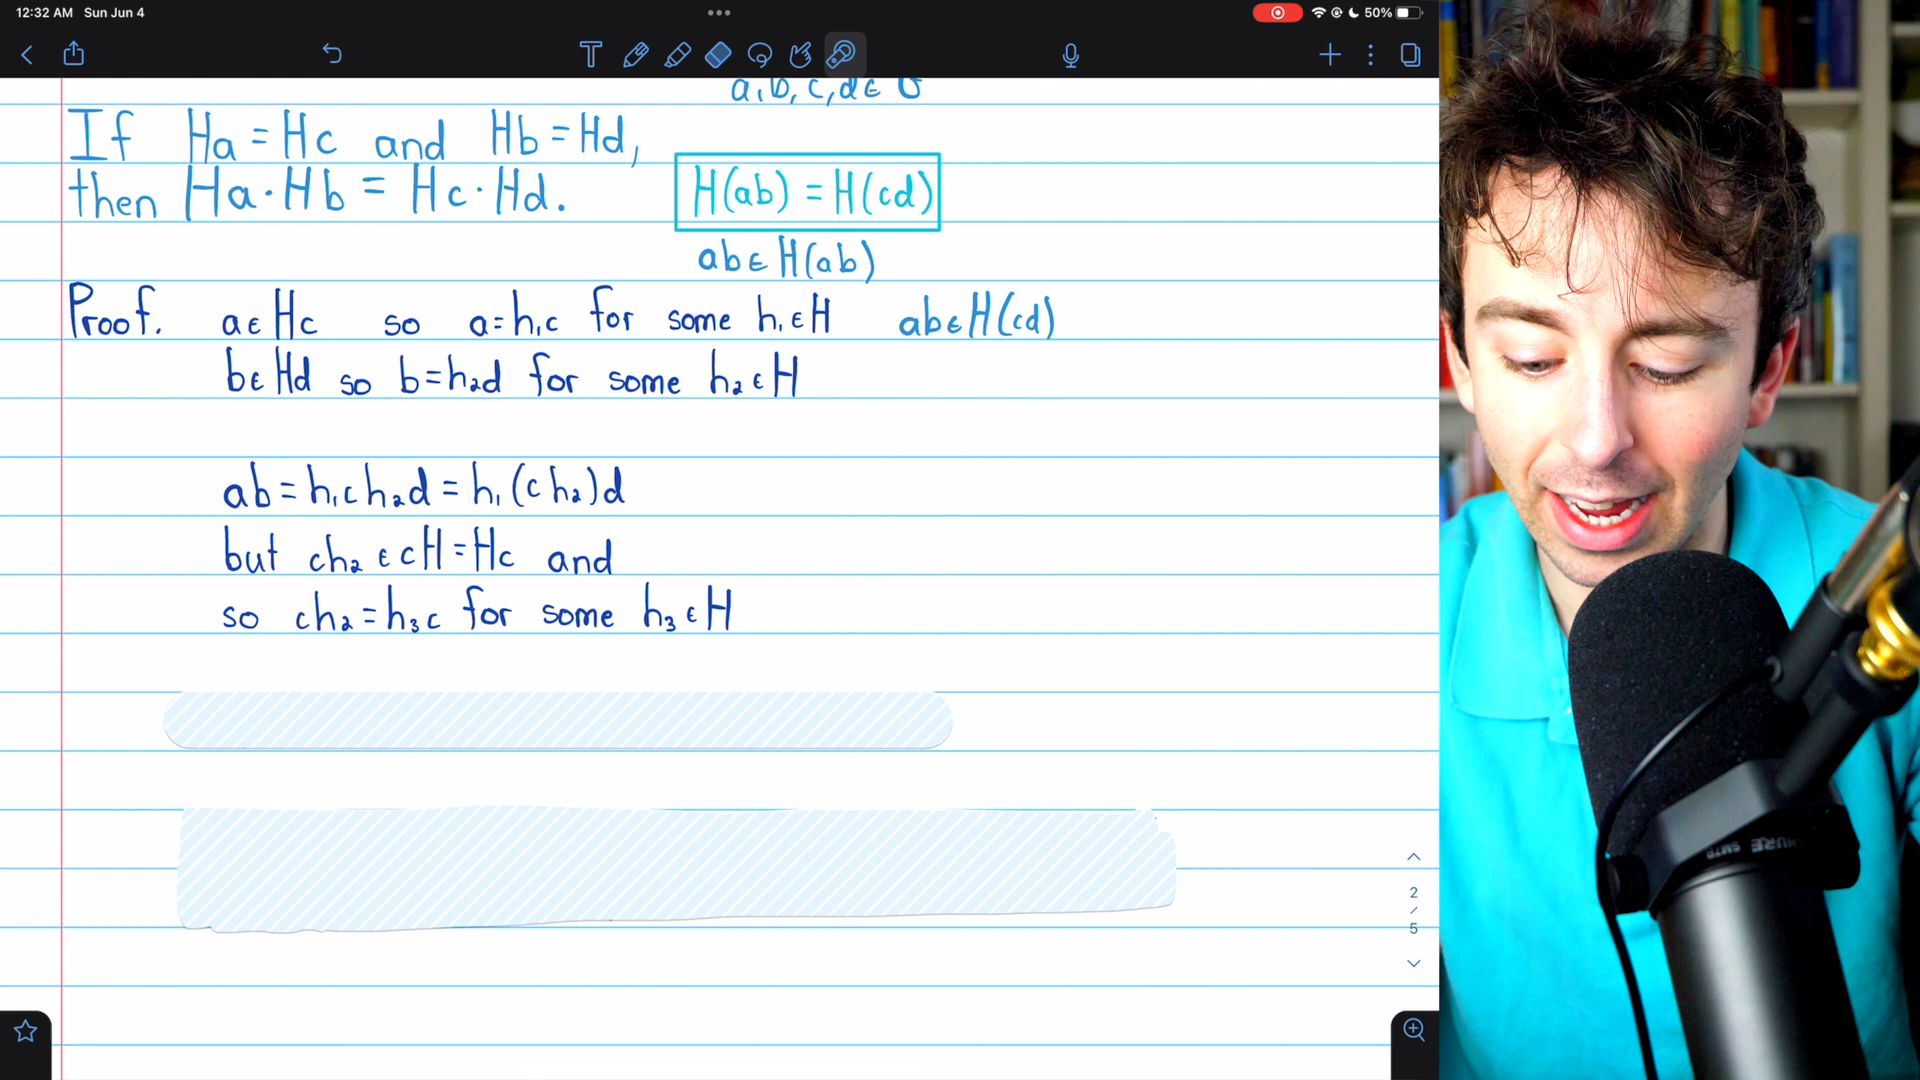 12:32 AM Sun Jun 4
50%
a, b, c, d ∈ G
If Ha = Hc and Hb = Hd,
then Ha · Hb = Hc · Hd.
H(ab) = H(cd)
ab ∈ H(ab)
Proof. a ∈ Hc so a = h₁c for some h₁ ∈ H ab ∈ H(cd)
b ∈ Hd so b = h₂d for some h₂ ∈ H
ab = h₁ch₂d = h₁(ch₂)d
but ch₂ ∈ cH = Hc and
so ch₂ = h₃c for some h₃ ∈ H
2
/
5
SHURE SM7B